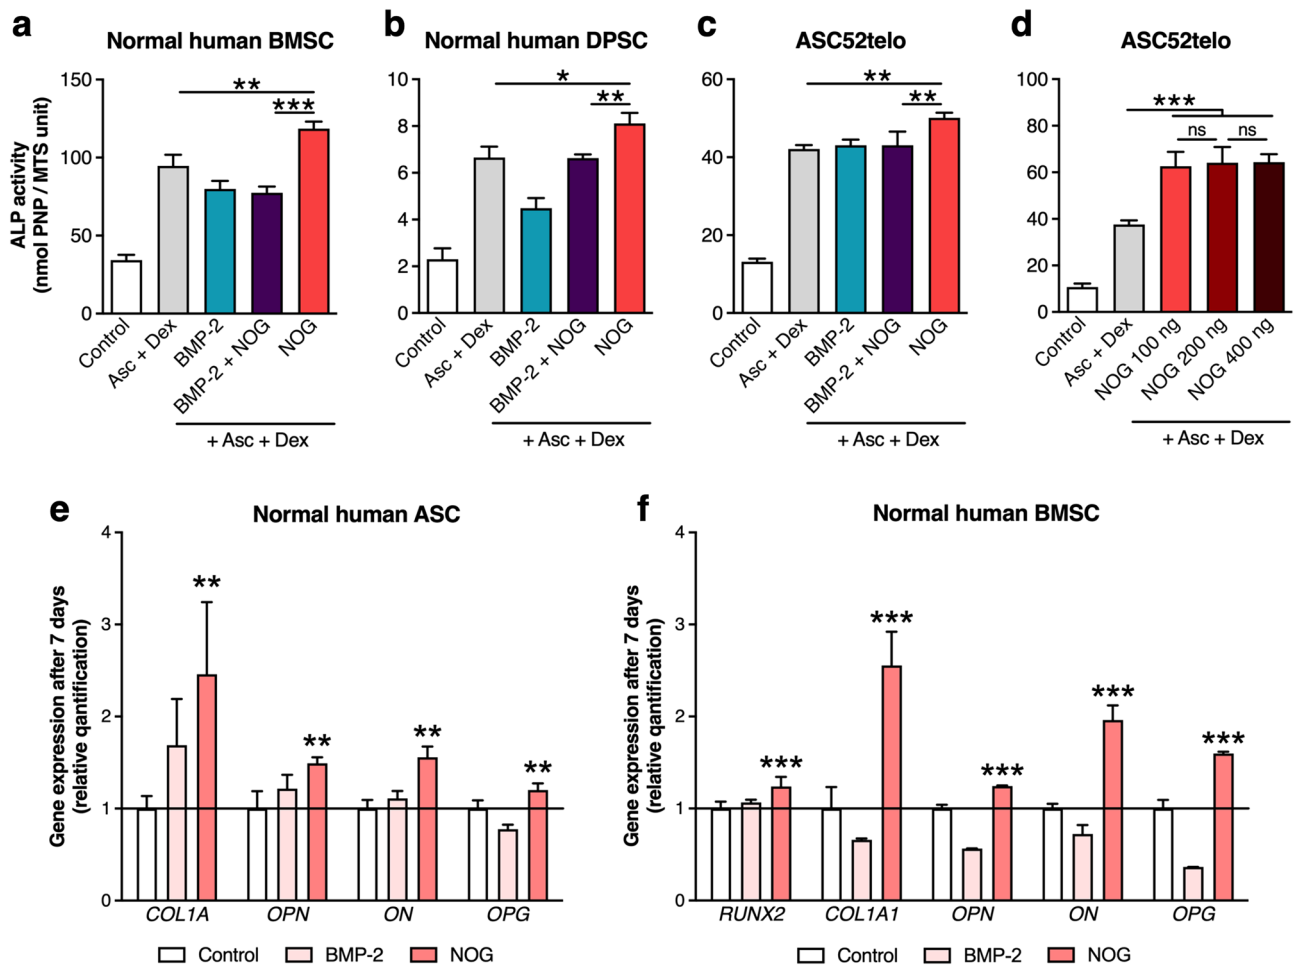 a
Normal human BMSC
ALP activity
(nmol PNP / MTS unit)
150
100
50
0
**
***
Control
Asc + Dex
BMP-2
BMP-2 + NOG
NOG
+ Asc + Dex
b
Normal human DPSC
10
8
6
4
2
0
*
**
Control
Asc + Dex
BMP-2
BMP-2 + NOG
NOG
+ Asc + Dex
c
ASC52telo
60
40
20
0
**
**
Control
Asc + Dex
BMP-2
BMP-2 + NOG
NOG
+ Asc + Dex
d
ASC52telo
100
80
60
40
20
0
***
ns
ns
Control
Asc + Dex
NOG 100 ng
NOG 200 ng
NOG 400 ng
+ Asc + Dex
e
Normal human ASC
Gene expression after 7 days
(relative qantification)
4
3
2
1
0
**
**
**
**
COL1A
OPN
ON
OPG
Control
BMP-2
NOG
f
Normal human BMSC
Gene expression after 7 days
(relative qantification)
4
3
2
1
0
***
***
***
***
***
RUNX2
COL1A1
OPN
ON
OPG
Control
BMP-2
NOG